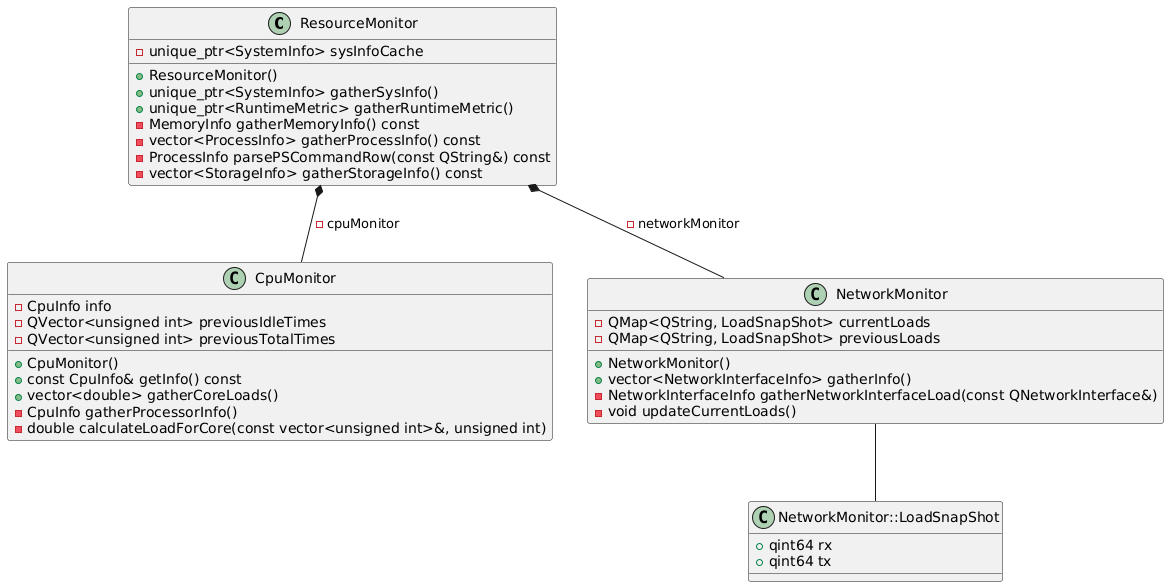 C ResourceMonitor
unique_ptr<SystemInfo> sysInfoCache
ResourceMonitor()
unique_ptr<SystemInfo> gatherSysInfo()
unique_ptr<RuntimeMetric> gatherRuntimeMetric()
MemoryInfo gatherMemoryInfo() const
vector<ProcessInfo> gatherProcessInfo() const
ProcessInfo parsePSCommandRow(const QString&) const
vector<StorageInfo> gatherStorageInfo() const
cpuMonitor
networkMonitor
C CpuMonitor
CpuInfo info
QVector<unsigned int> previousIdleTimes
QVector<unsigned int> previousTotalTimes
CpuMonitor()
const CpuInfo& getInfo() const
vector<double> gatherCoreLoads()
CpuInfo gatherProcessorInfo()
double calculateLoadForCore(const vector<unsigned int>&, unsigned int)
C NetworkMonitor
QMap<QString, LoadSnapShot> currentLoads
QMap<QString, LoadSnapShot> previousLoads
NetworkMonitor()
vector<NetworkInterfaceInfo> gatherInfo()
NetworkInterfaceInfo gatherNetworkInterfaceLoad(const QNetworkInterface&)
void updateCurrentLoads()
C NetworkMonitor::LoadSnapShot
qint64 rx
qint64 tx